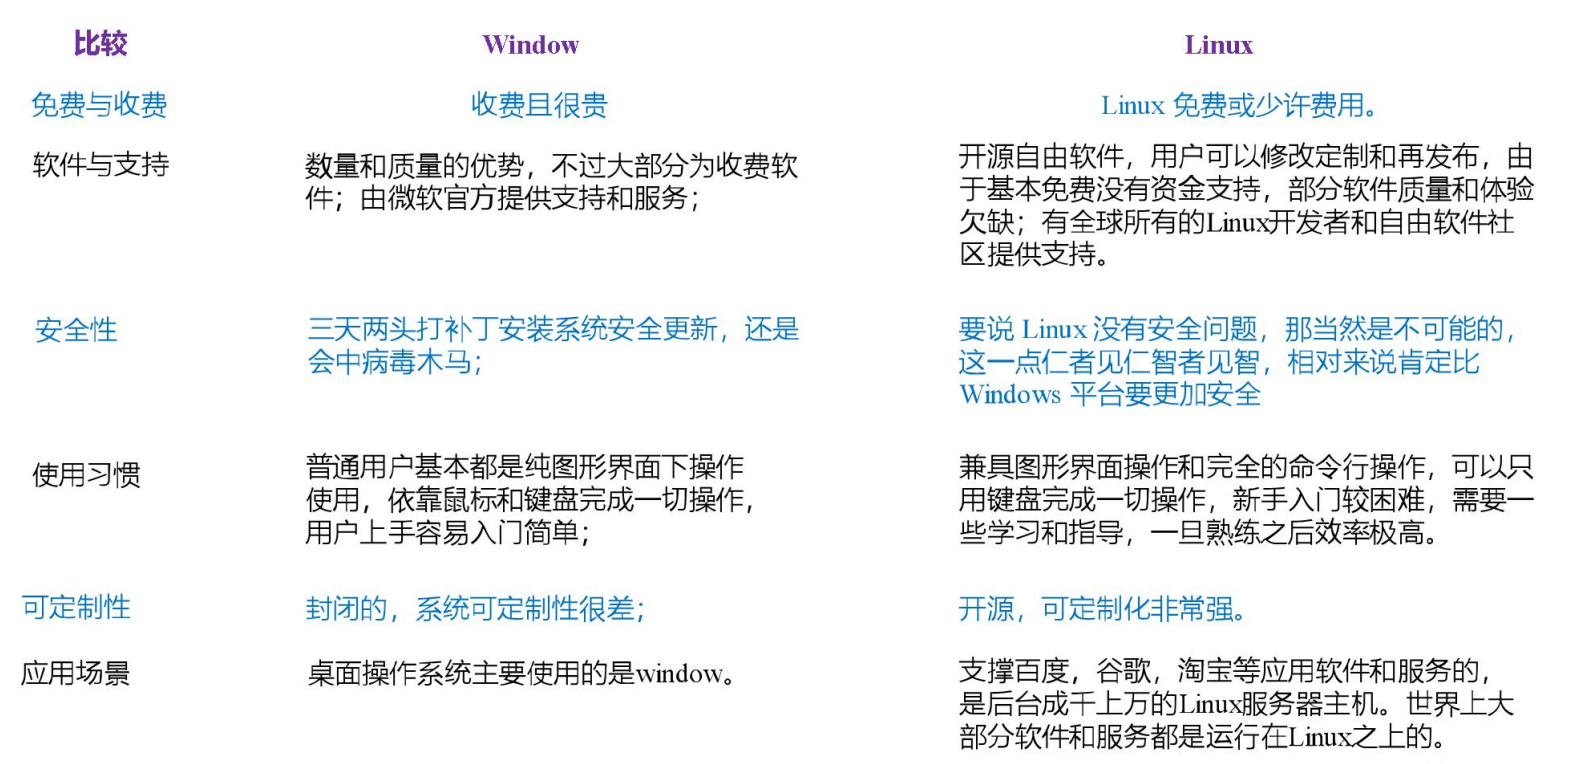 比较 Window Linux
免费与收费 收费且很贵 Linux 免费或少许费用。
软件与支持
数量和质量的优势，不过大部分为收费软
件；由微软官方提供支持和服务；
开源自由软件，用户可以修改定制和再发布，由
于基本免费没有资金支持，部分软件质量和体验
欠缺；有全球所有的Linux开发者和自由软件社
区提供支持。
安全性
三天两头打补丁安装系统安全更新，还是
会中病毒木马；
要说 Linux 没有安全问题，那当然是不可能的，
这一点仁者见仁智者见智，相对来说肯定比
Windows 平台要更加安全
使用习惯
普通用户基本都是纯图形界面下操作
使用，依靠鼠标和键盘完成一切操作，
用户上手容易入门简单；
兼具图形界面操作和完全的命令行操作，可以只
用键盘完成一切操作，新手入门较困难，需要一
些学习和指导，一旦熟练之后效率极高。
可定制性 封闭的，系统可定制性很差； 开源，可定制化非常强。
应用场景
桌面操作系统主要使用的是window。
支撑百度，谷歌，淘宝等应用软件和服务的，
是后台成千上万的Linux服务器主机。世界上大
部分软件和服务都是运行在Linux之上的。